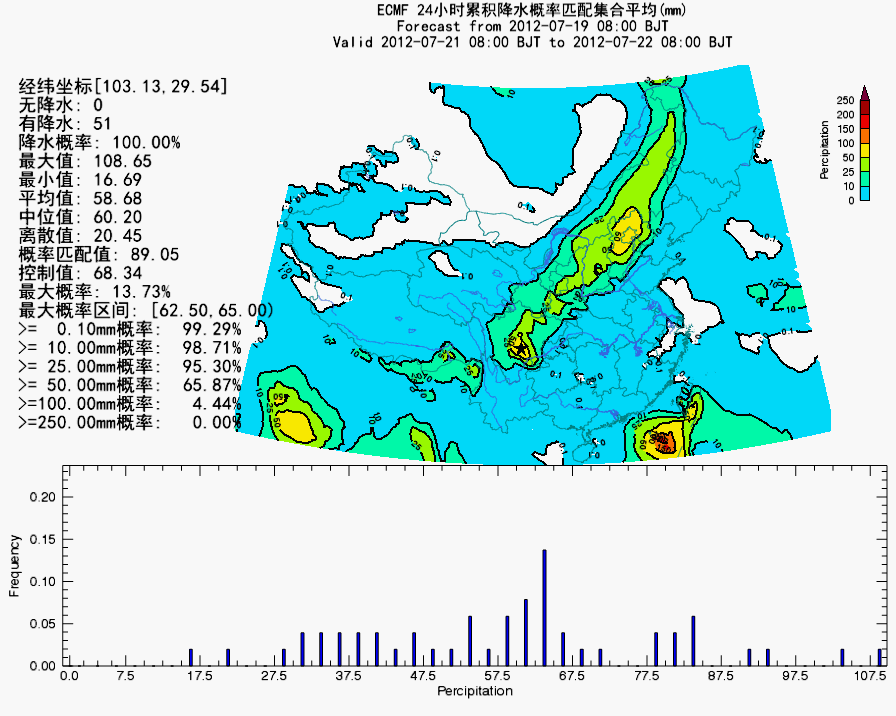 ECMF 24小时累积降水概率匹配集合平均(mm)
Forecast from 2012-07-19 08:00 BJT
Valid 2012-07-21 08:00 BJT to 2012-07-22 08:00 BJT
经纬坐标[103.13,29.54]
无降水: 0
有降水: 51
降水概率: 100.00%
最大值: 108.65
最小值: 16.69
平均值: 58.68
中位值: 60.20
离散值: 20.45
概率匹配值: 89.05
控制值: 68.34
最大概率: 13.73%
最大概率区间: [62.50,65.00)
>= 0.10mm概率: 99.29%
>= 10.00mm概率: 98.71%
>= 25.00mm概率: 95.30%
>= 50.00mm概率: 65.87%
>=100.00mm概率: 4.44%
>=250.00mm概率: 0.00%
Percipitation
250
200
150
100
50
25
10
0
Frequency
0.20
0.15
0.10
0.05
0.00
0.0 7.5 17.5 27.5 37.5 47.5 57.5 67.5 77.5 87.5 97.5 107.5
Percipitation